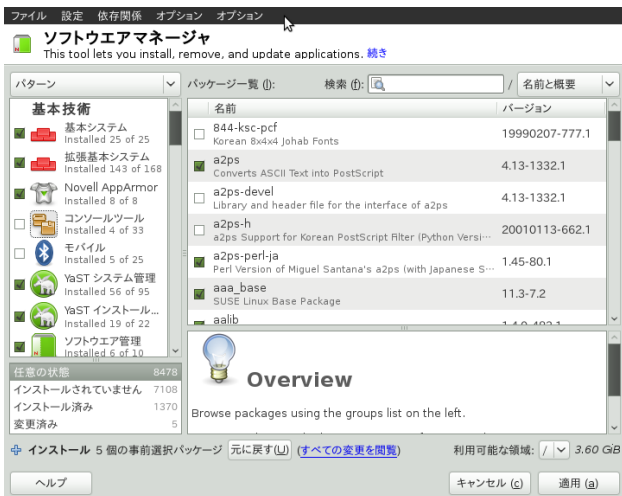 ファイル 設定 依存関係 オプション オプション
ソフトウエアマネージャ
This tool lets you install, remove, and update applications. 続き
パターン
パッケージ一覧 (l):
検索 (f):
/ 名前と概要
基本技術
基本システム
Installed 25 of 25
拡張基本システム
Installed 143 of 168
Novell AppArmor
Installed 8 of 8
コンソールツール
Installed 4 of 33
モバイル
Installed 5 of 25
YaST システム管理
Installed 56 of 95
YaST インストール...
Installed 19 of 22
ソフトウエア管理
Installed 6 of 10
名前 バージョン
844-ksc-pcf 19990207-777.1
Korean 8x4x4 Johab Fonts
a2ps 4.13-1332.1
Converts ASCII Text into PostScript
a2ps-devel 4.13-1332.1
Library and header file for the interface of a2ps
a2ps-h 20010113-662.1
a2ps Support for Korean PostScript Filter (Python Versi…
a2ps-perl-ja 1.45-80.1
Perl Version of Miguel Santana's a2ps (with Japanese S…
aaa_base 11.3-7.2
SUSE Linux Base Package
aalib
任意の状態 8478
インストールされていません 7108
インストール済み 1370
変更済み 5
Overview
Browse packages using the groups list on the left.
インストール 5 個の事前選択パッケージ 元に戻す(U) (すべての変更を閲覧)
利用可能な領域: / 3.60 GiB
ヘルプ
キャンセル (c)
適用 (a)